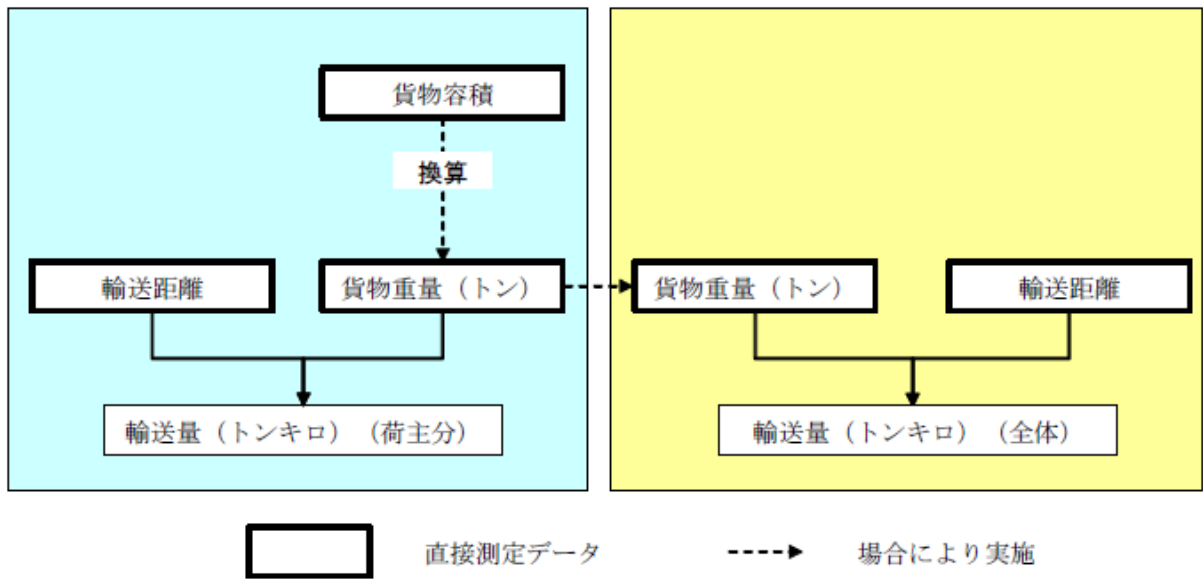 貨物容積
換算
輸送距離
貨物重量（トン）
貨物重量（トン）
輸送距離
輸送量（トンキロ）（荷主分）
輸送量（トンキロ）（全体）
直接測定データ
場合により実施